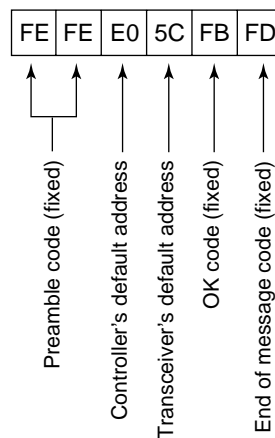 FE FE E0 5C FB FD
Preamble code (fixed)
Controller's default address
Transceiver's default address
OK code (fixed)
End of message code (fixed)